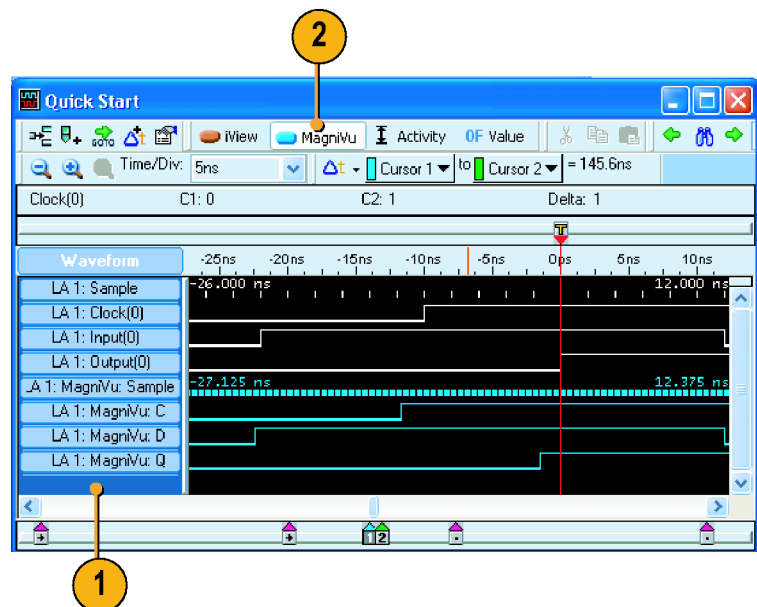 2
Quick Start
GOTO Δt iView MagniVu Activity 0F Value
Time/Div: 5ns Δt Cursor 1 to Cursor 2 = 145.6ns
Clock(0) C1: 0 C2: 1 Delta: 1
T
Waveform -25ns -20ns -15ns -10ns -5ns 0ps 5ns 10ns
LA 1: Sample -26.000 ns 12.000 ns
LA 1: Clock(0)
LA 1: Input(0)
LA 1: Output(0)
LA 1: MagniVu: Sample -27.125 ns 12.375 ns
LA 1: MagniVu: C
LA 1: MagniVu: D
LA 1: MagniVu: Q
1 2
1